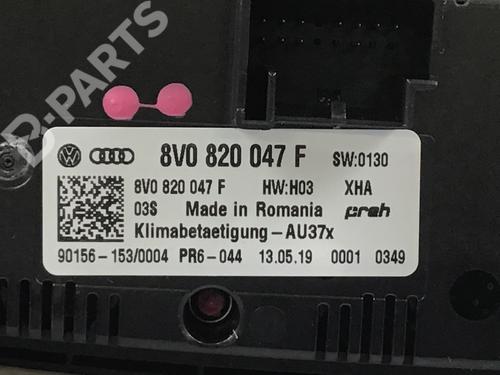 B-PARTS
8V0 820 047 F SW:0130
8V0 820 047 F HW:H03 XHA
03S Made in Romania preh
Klimabetaetigung-AU37x
90156-153/0004 PR6-044 13.05.19 0001 0349